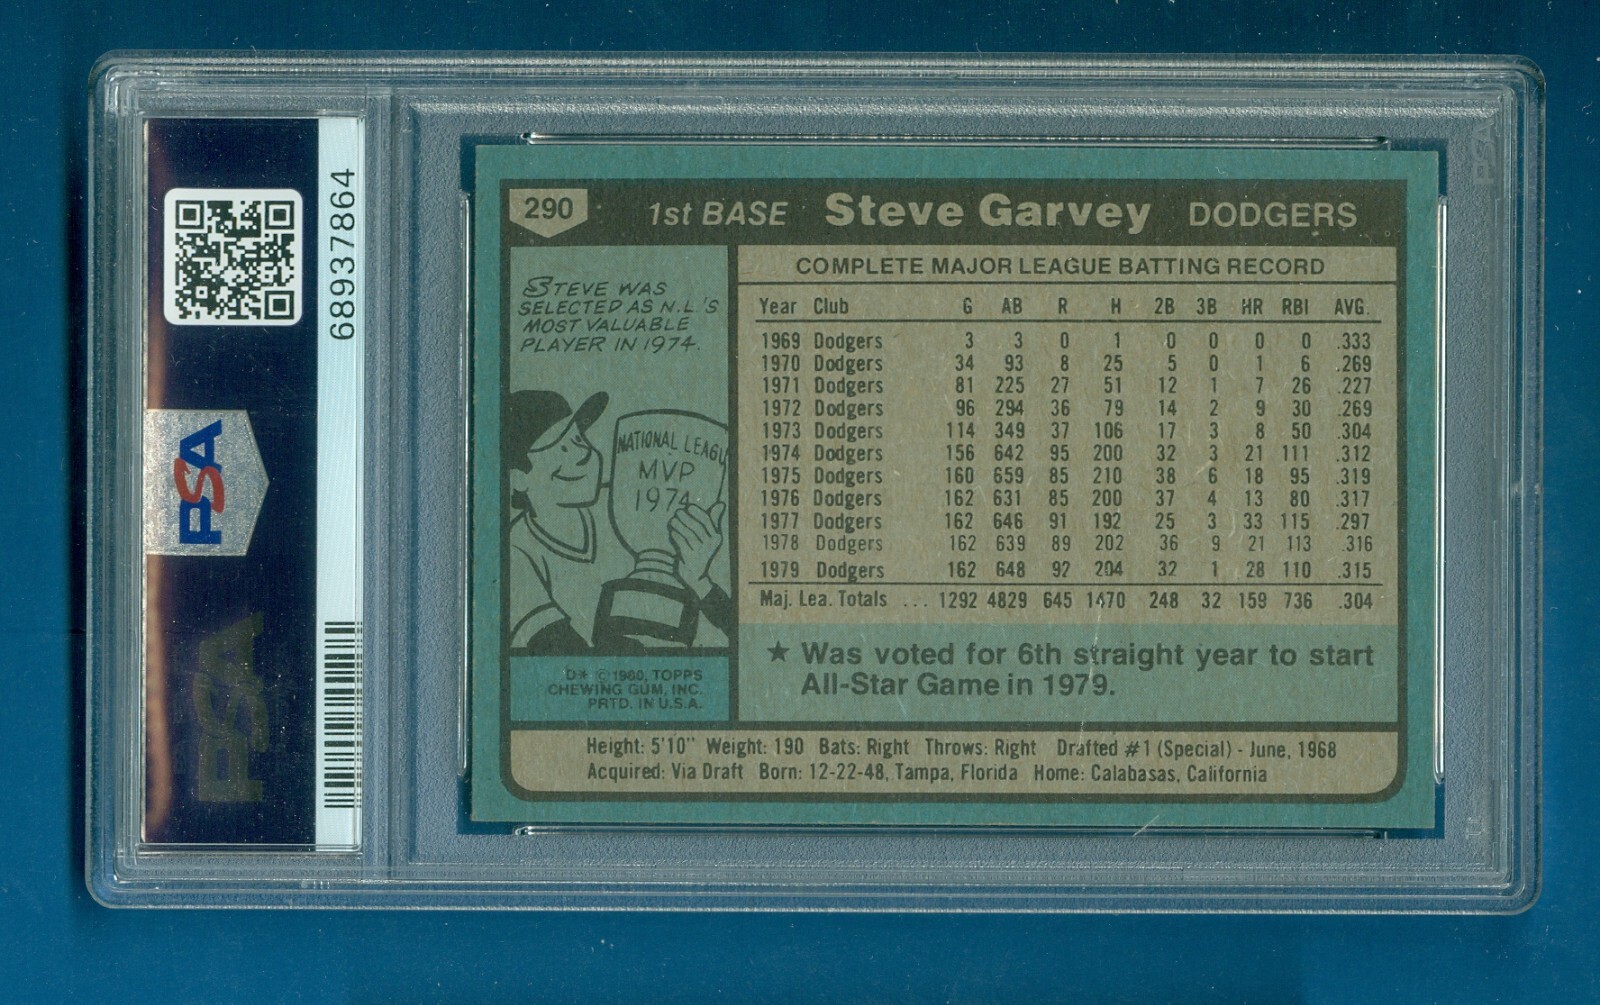 290 1st BASE Steve Garvey DODGERS
STEVE WAS
SELECTED AS N.L.'S
MOST VALUABLE
PLAYER IN 1974.
NATIONAL LEAGU
MVP
1974
D* © 1980, TOPPS
CHEWING GUM, INC.
PRTD. IN U.S.A.
COMPLETE MAJOR LEAGUE BATTING RECORD
Year Club G AB R H 2B 3B HR RBI AVG.
1969 Dodgers 3 3 0 1 0 0 0 0 .333
1970 Dodgers 34 93 8 25 5 0 1 6 .269
1971 Dodgers 81 225 27 51 12 1 7 26 .227
1972 Dodgers 96 294 36 79 14 2 9 30 .269
1973 Dodgers 114 349 37 106 17 3 8 50 .304
1974 Dodgers 156 642 95 200 32 3 21 111 .312
1975 Dodgers 160 659 85 210 38 6 18 95 .319
1976 Dodgers 162 631 85 200 37 4 13 80 .317
1977 Dodgers 162 646 91 192 25 3 33 115 .297
1978 Dodgers 162 639 89 202 36 9 21 113 .316
1979 Dodgers 162 648 92 204 32 1 28 110 .315
Maj. Lea. Totals ... 1292 4829 645 1470 248 32 159 736 .304
★ Was voted for 6th straight year to start
All-Star Game in 1979.
Height: 5'10" Weight: 190 Bats: Right Throws: Right Drafted #1 (Special) - June, 1968
Acquired: Via Draft Born: 12-22-48, Tampa, Florida Home: Calabasas, California
68937864
PSA
PSA
PSA